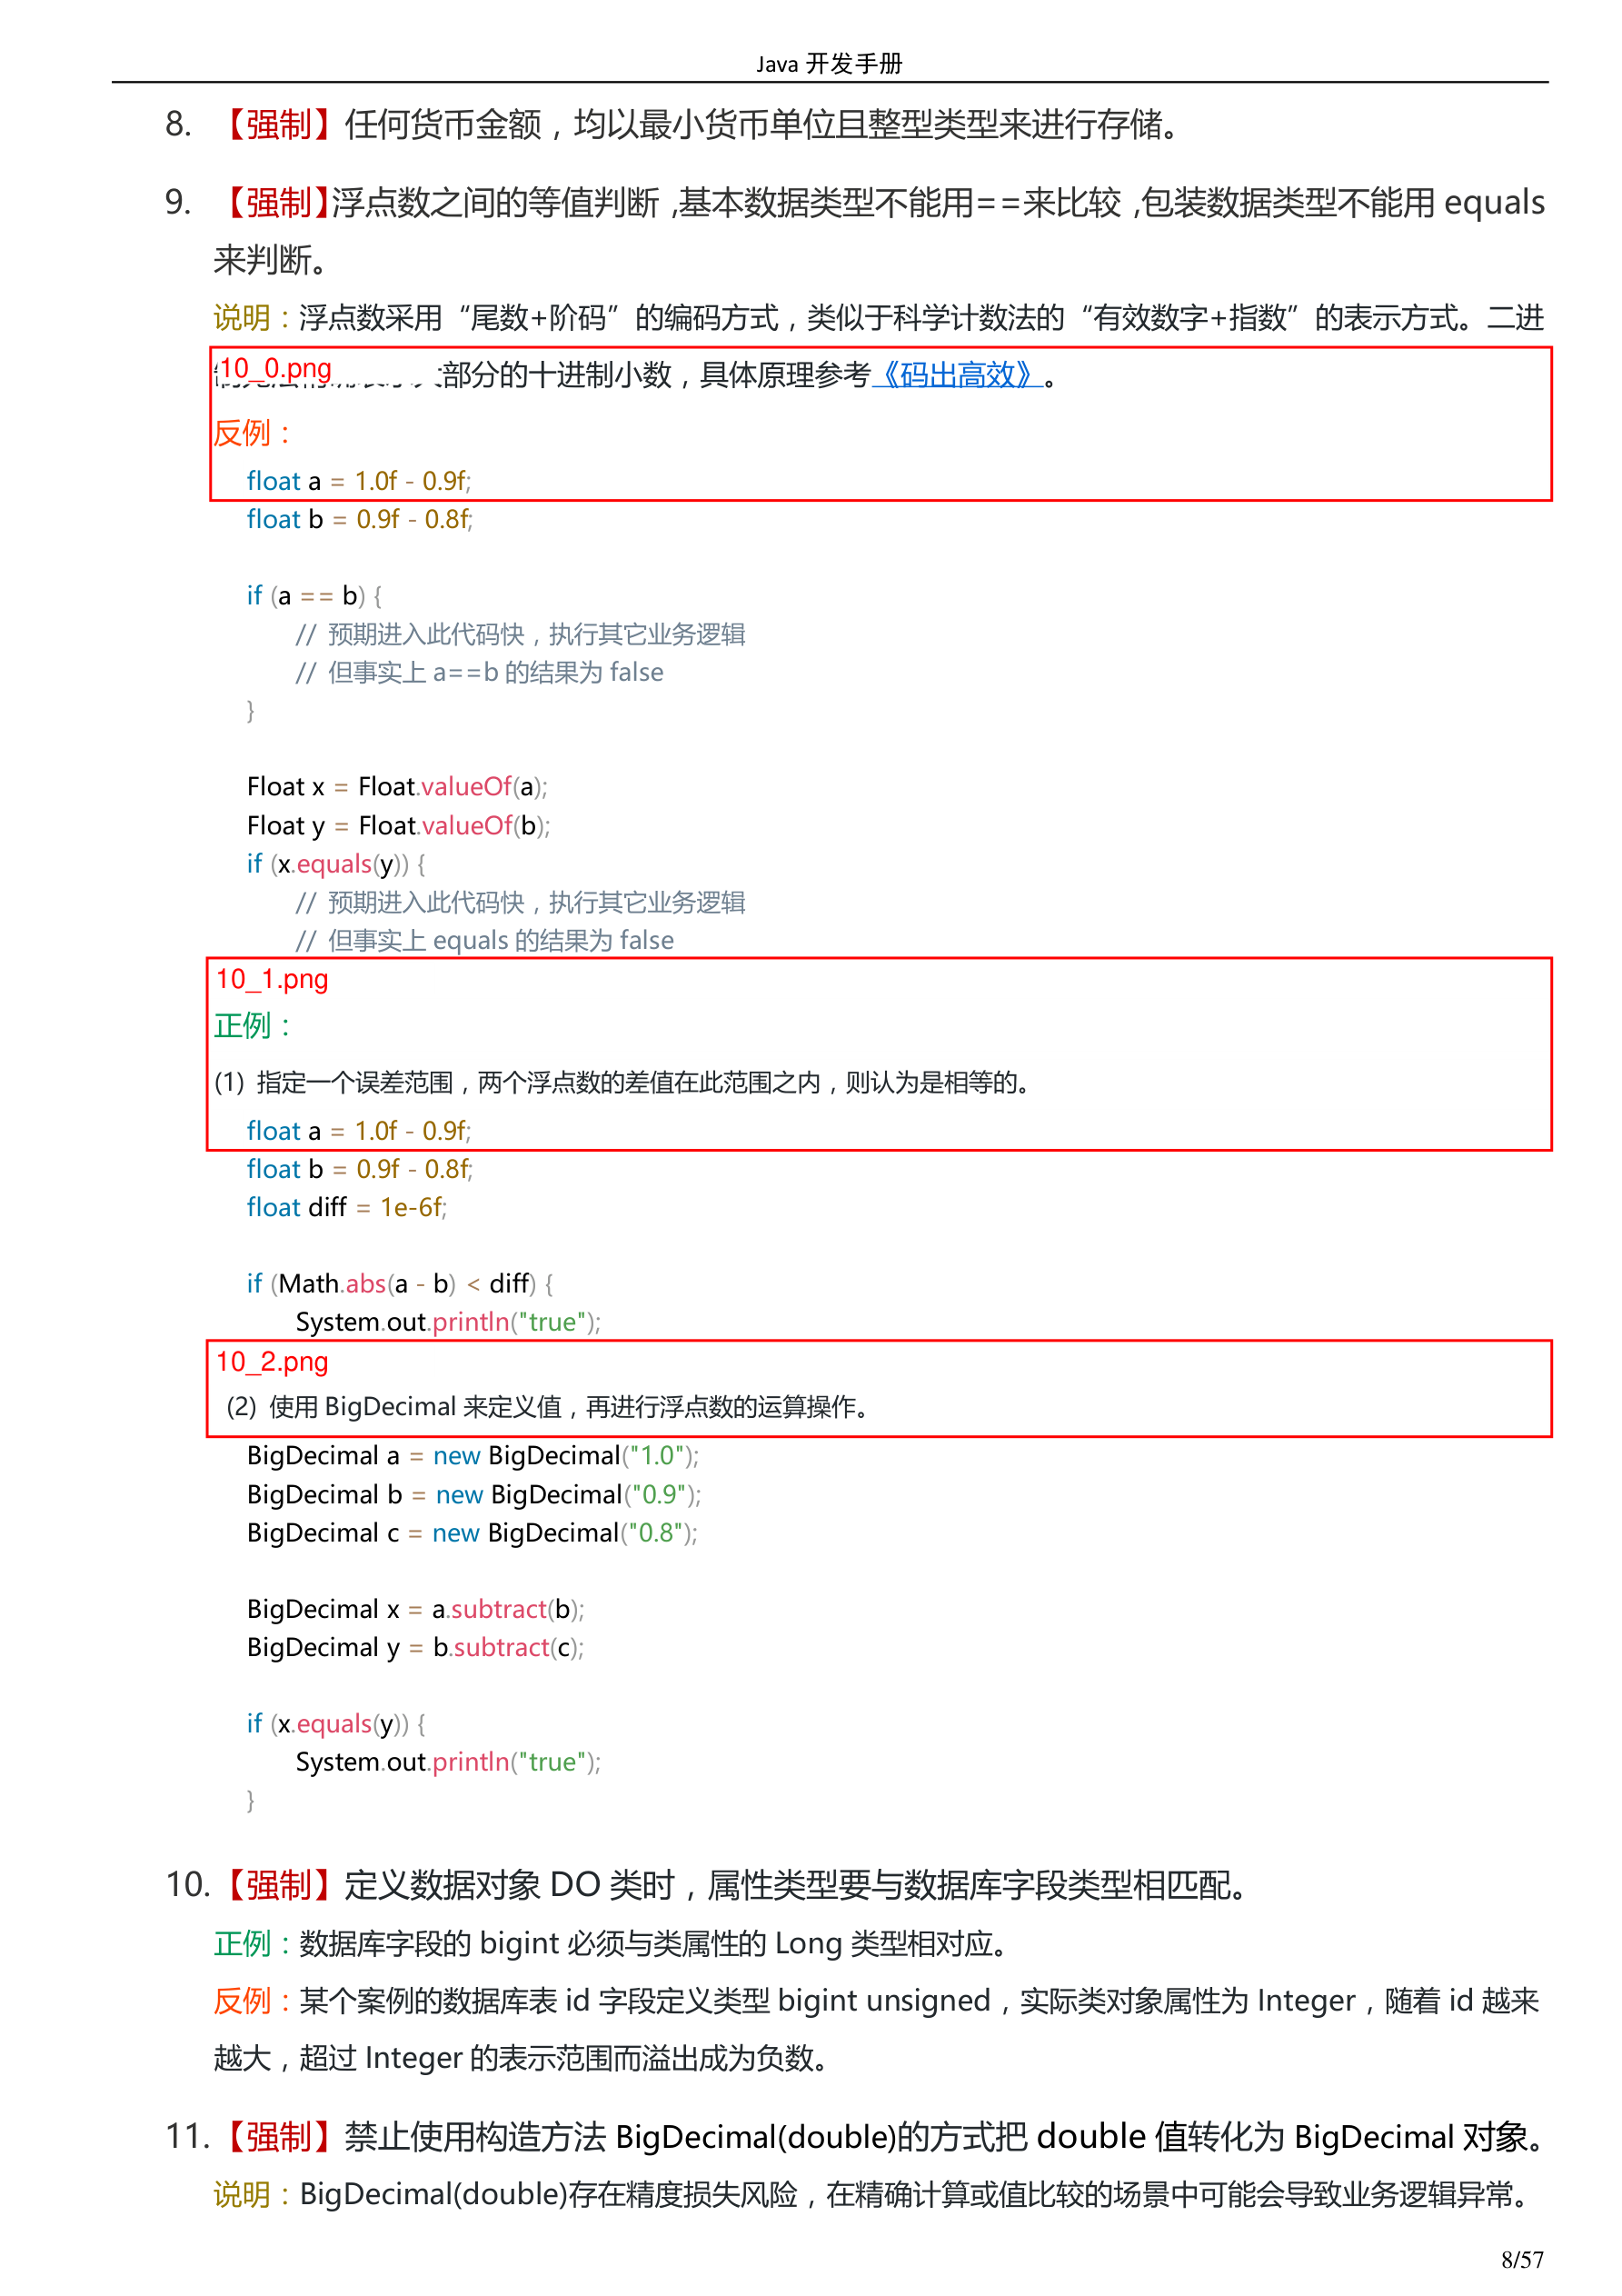 Java 开发手册
8. 【强制】任何货币金额，均以最小货币单位且整型类型来进行存储。
9. 【强制】浮点数之间的等值判断，基本数据类型不能用==来比较，包装数据类型不能用 equals
来判断。
说明：浮点数采用“尾数+阶码”的编码方式，类似于科学计数法的“有效数字+指数”的表示方式。二进
10_0.png
部分的十进制小数，具体原理参考《码出高效》。
反例：
float a = 1.0f - 0.9f;
float b = 0.9f - 0.8f;
if (a == b) {
// 预期进入此代码快，执行其它业务逻辑
// 但事实上 a==b 的结果为 false
}
Float x = Float.valueOf(a);
Float y = Float.valueOf(b);
if (x.equals(y)) {
// 预期进入此代码快，执行其它业务逻辑
// 但事实上 equals 的结果为 false
10_1.png
正例：
(1) 指定一个误差范围，两个浮点数的差值在此范围之内，则认为是相等的。
float a = 1.0f - 0.9f;
float b = 0.9f - 0.8f;
float diff = 1e-6f;
if (Math.abs(a - b) < diff) {
System.out.println("true");
10_2.png
(2) 使用 BigDecimal 来定义值，再进行浮点数的运算操作。
BigDecimal a = new BigDecimal("1.0");
BigDecimal b = new BigDecimal("0.9");
BigDecimal c = new BigDecimal("0.8");
BigDecimal x = a.subtract(b);
BigDecimal y = b.subtract(c);
if (x.equals(y)) {
System.out.println("true");
}
10.【强制】定义数据对象 DO 类时，属性类型要与数据库字段类型相匹配。
正例：数据库字段的 bigint 必须与类属性的 Long 类型相对应。
反例：某个案例的数据库表 id 字段定义类型 bigint unsigned，实际类对象属性为 Integer，随着 id 越来
越大，超过 Integer 的表示范围而溢出成为负数。
11.【强制】禁止使用构造方法 BigDecimal(double)的方式把 double 值转化为 BigDecimal 对象。
说明：BigDecimal(double)存在精度损失风险，在精确计算或值比较的场景中可能会导致业务逻辑异常。
8/57